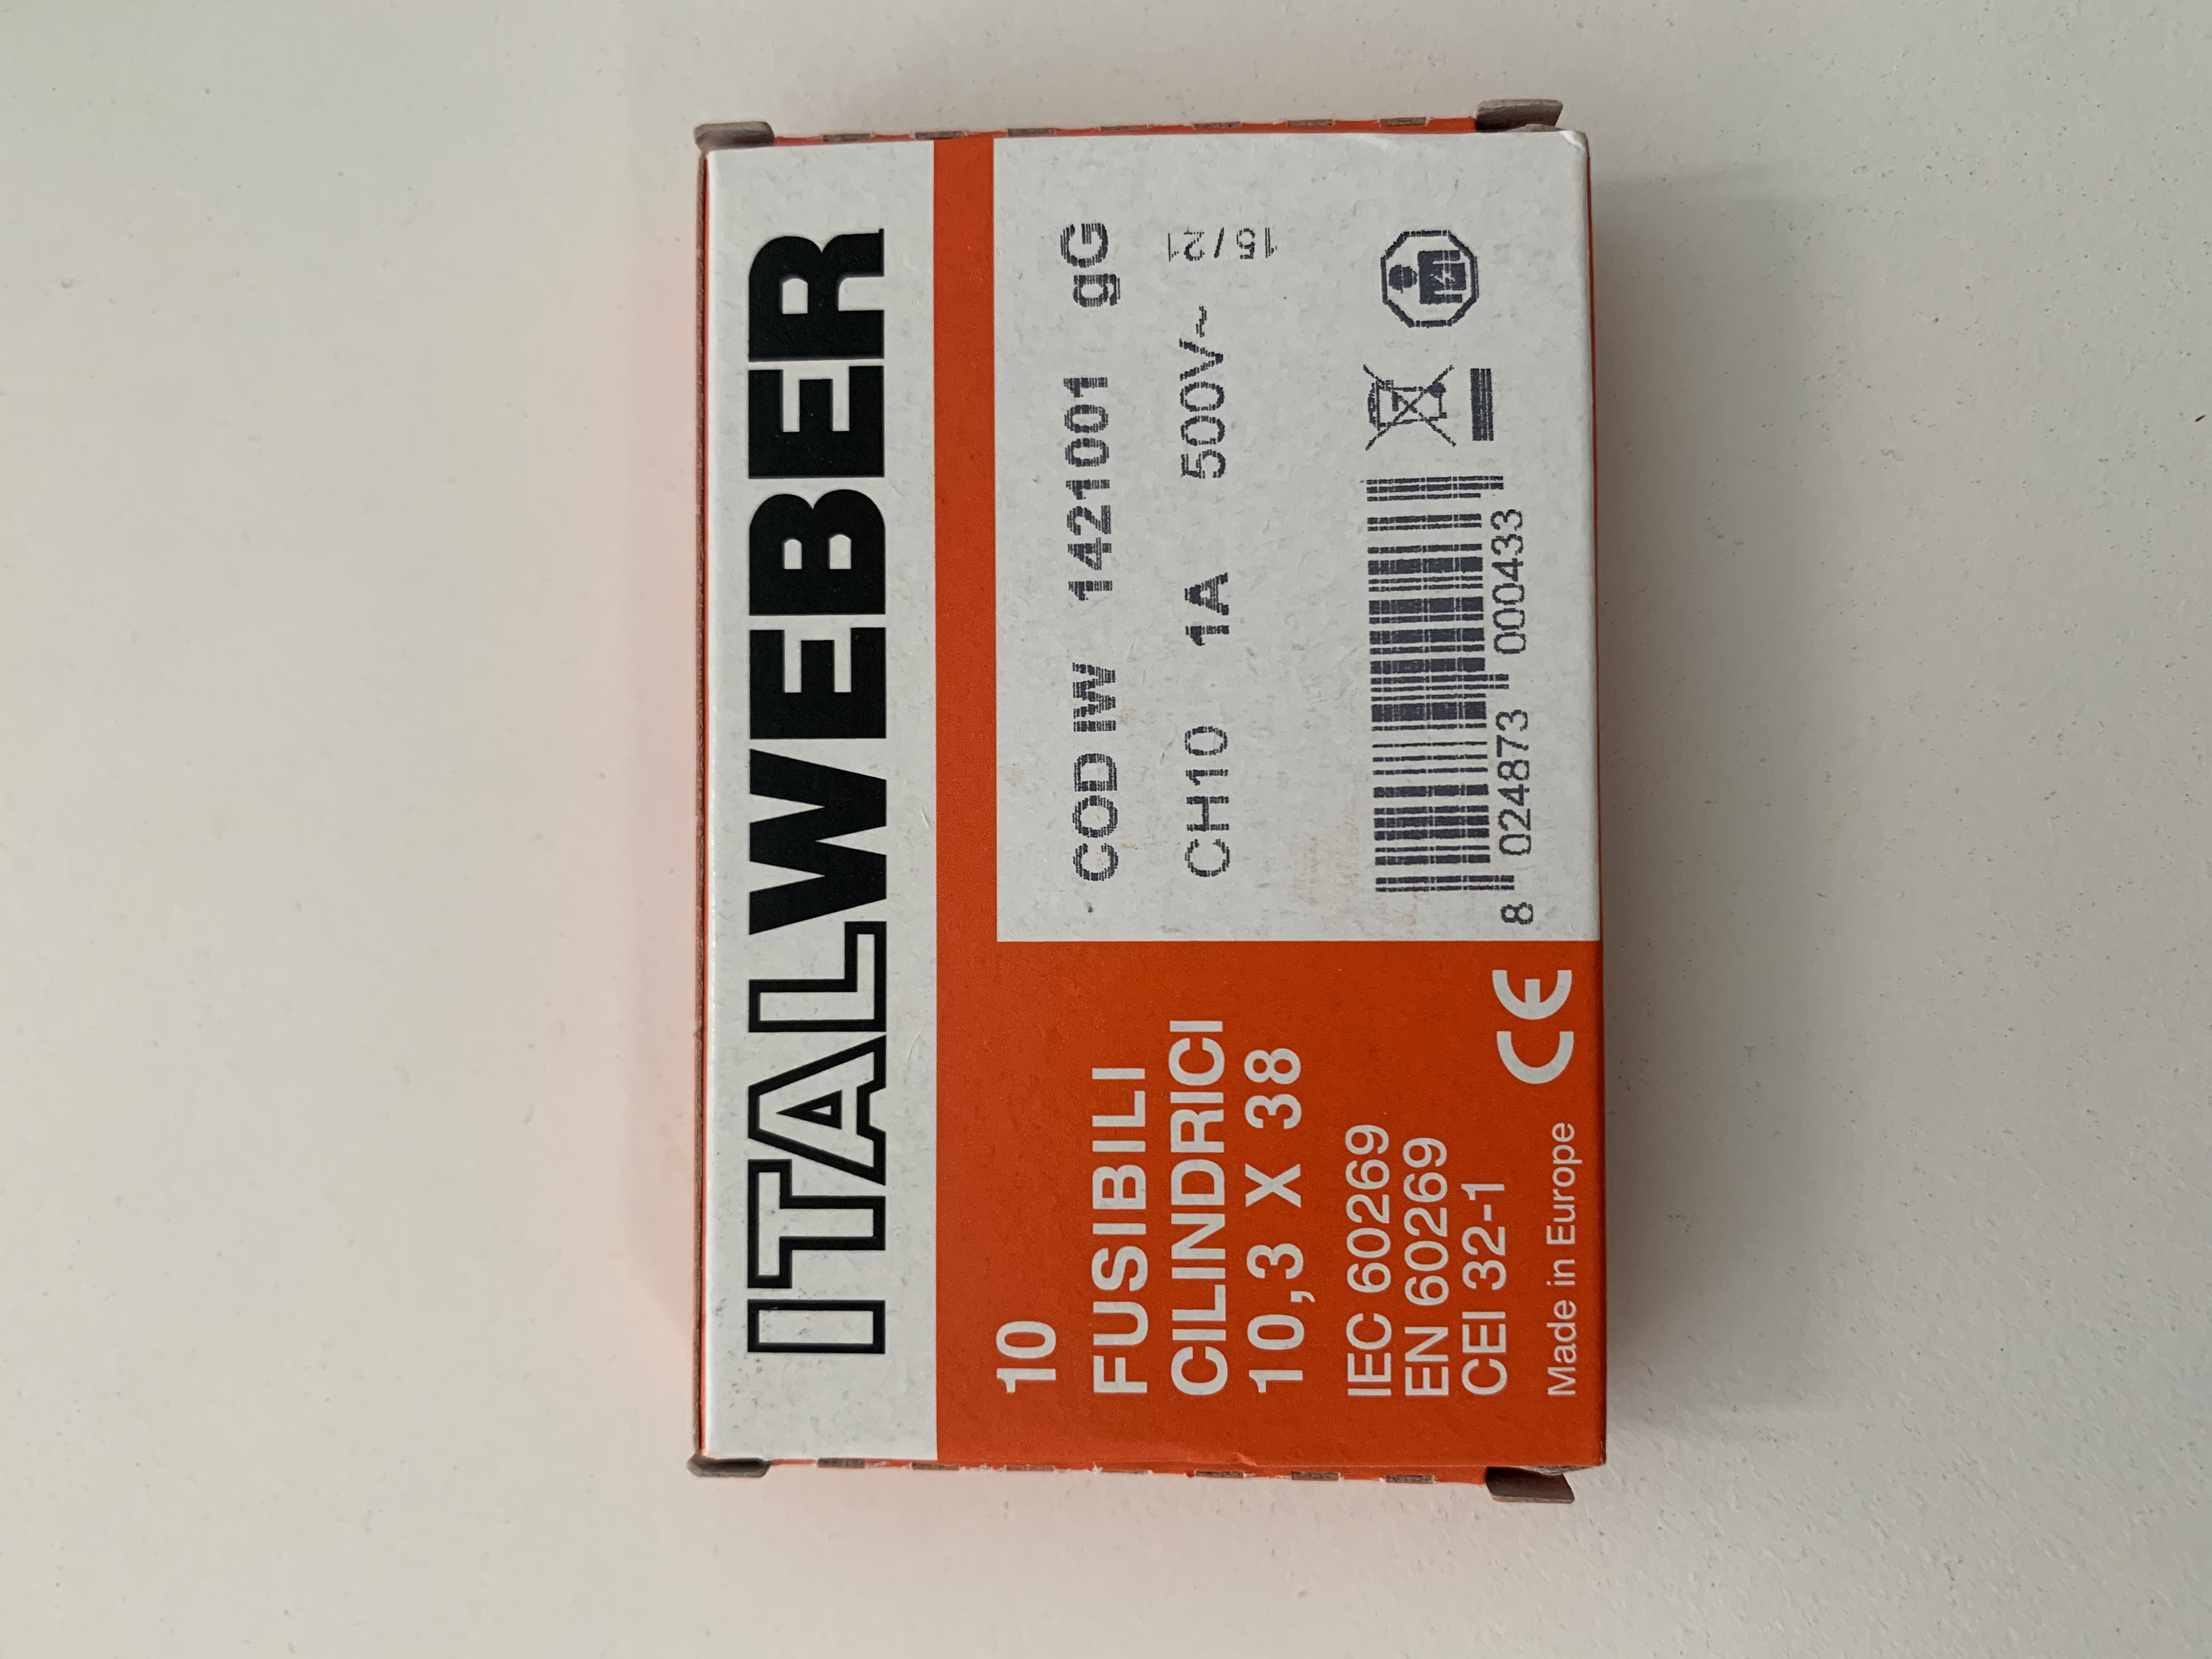 ITALWEBER
10
FUSIBILI
CILINDRICI
10,3 X 38
IEC 60269
EN 60269
CEI 32-1
Made in Europe
CE
COD IW 1421001 gG
CH10 1A 500V~
15/21
8 024873 000433